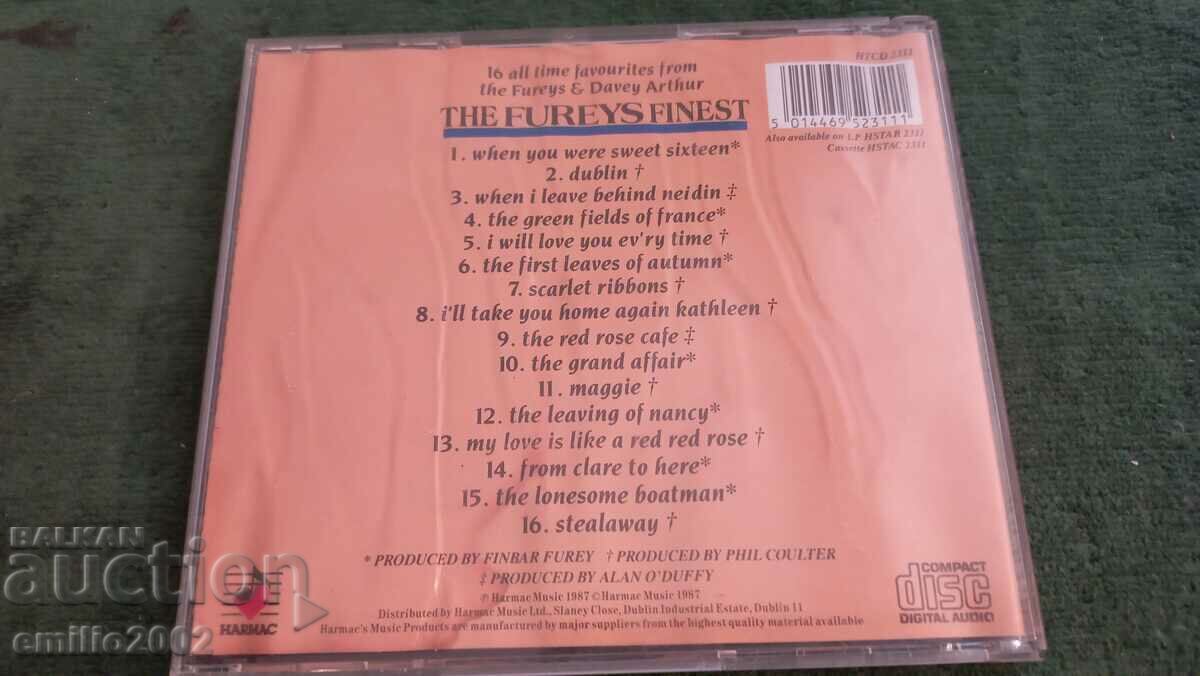 16 all time favourites from
the Fureys & Davey Arthur
THE FUREYS FINEST
HTCD 2311
5 014469 523111
Also available on LP HSTAR 2311
Cassette HSTAC 2311
1. when you were sweet sixteen*
2. dublin †
3. when i leave behind neidin ‡
4. the green fields of france*
5. i will love you ev'ry time †
6. the first leaves of autumn*
7. scarlet ribbons †
8. i'll take you home again kathleen †
9. the red rose cafe ‡
10. the grand affair*
11. maggie †
12. the leaving of nancy*
13. my love is like a red red rose †
14. from clare to here*
15. the lonesome boatman*
16. stealaway †
* PRODUCED BY FINBAR FUREY † PRODUCED BY PHIL COULTER
‡ PRODUCED BY ALAN O'DUFFY
℗ Harmac Music 1987 © Harmac Music 1987
Distributed by Harmac Music Ltd., Slaney Close, Dublin Industrial Estate, Dublin 11
Harmac's Music Products are manufactured by major suppliers from the highest quality material available
HARMAC
COMPACT
disc
DIGITAL AUDIO
BALKAN
auction
emilio2002